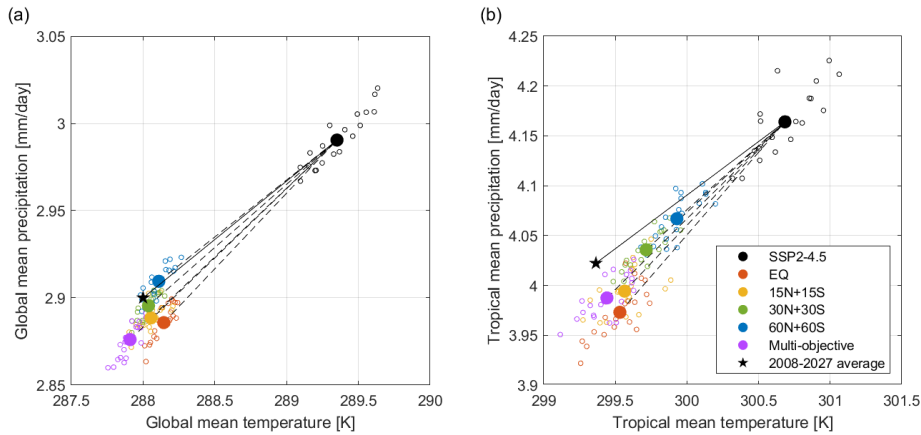 (a)
3.05
3
2.95
2.9
2.85
Global mean precipitation [mm/day]
287.5
288
288.5
289
289.5
290
Global mean temperature [K]
(b)
4.25
4.2
4.15
4.1
4.05
4
3.95
3.9
Tropical mean precipitation [mm/day]
299
299.5
300
300.5
301
301.5
Tropical mean temperature [K]
SSP2-4.5
EQ
15N+15S
30N+30S
60N+60S
Multi-objective
2008-2027 average